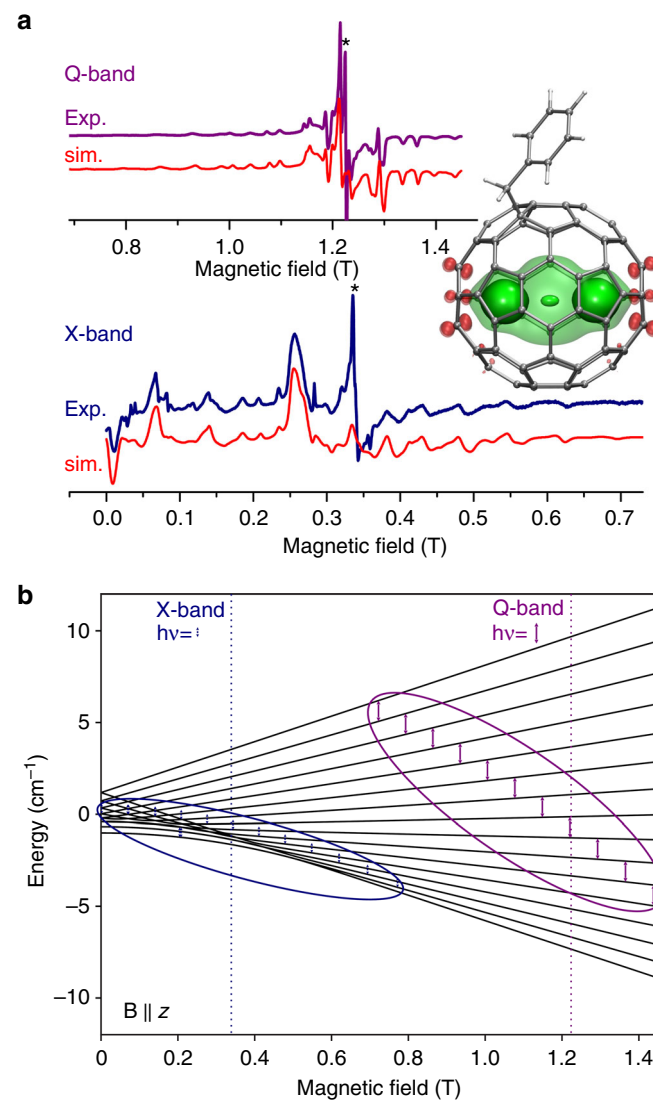 a
Q-band
*
Exp.
sim.
0.8 1.0 1.2 1.4
Magnetic field (T)
*
X-band
Exp.
sim.
0.0 0.1 0.2 0.3 0.4 0.5 0.6 0.7
Magnetic field (T)
b
X-band
hν=
Q-band
hν=
10
5
0
−5
−10
Energy (cm⁻¹)
B ∥ z
0 0.2 0.4 0.6 0.8 1.0 1.2 1.4
Magnetic field (T)